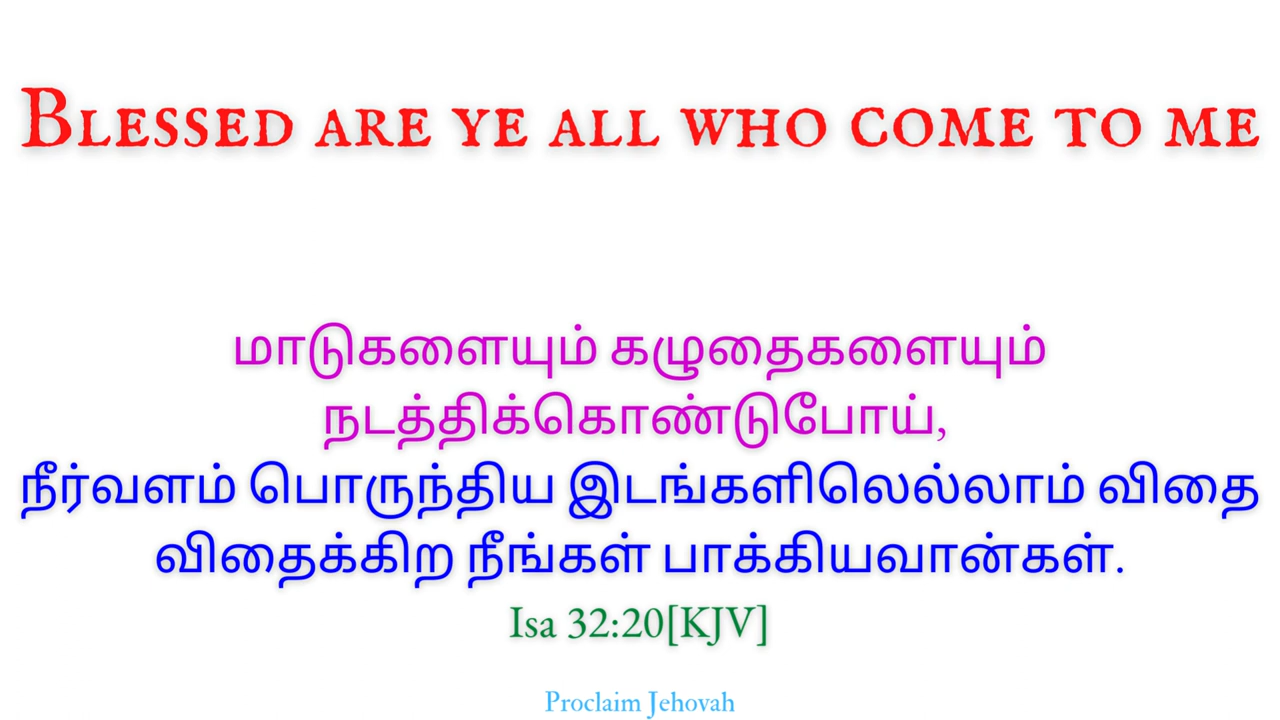 Blessed are ye all who come to me
மாடுகளையும் கழுதைகளையும்
நடத்திக்கொண்டுபோய்,
நீர்வளம் பொருந்திய இடங்களிலெல்லாம் விதை
விதைக்கிற நீங்கள் பாக்கியவான்கள்.
Isa 32:20[KJV]
Proclaim Jehovah